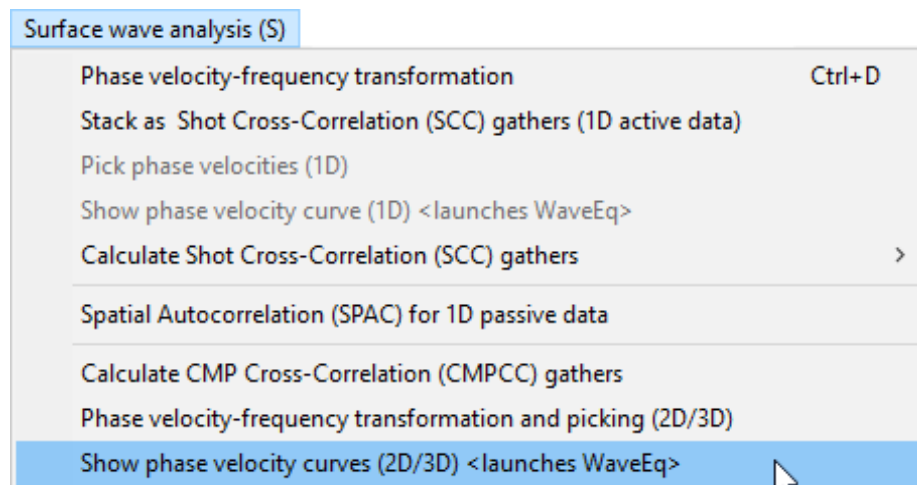 Surface wave analysis (S)
Phase velocity-frequency transformation Ctrl+D
Stack as  Shot Cross-Correlation (SCC) gathers (1D active data)
Pick phase velocities (1D)
Show phase velocity curve (1D) <launches WaveEq>
Calculate Shot Cross-Correlation (SCC) gathers
Spatial Autocorrelation (SPAC) for 1D passive data
Calculate CMP Cross-Correlation (CMPCC) gathers
Phase velocity-frequency transformation and picking (2D/3D)
Show phase velocity curves (2D/3D) <launches WaveEq>